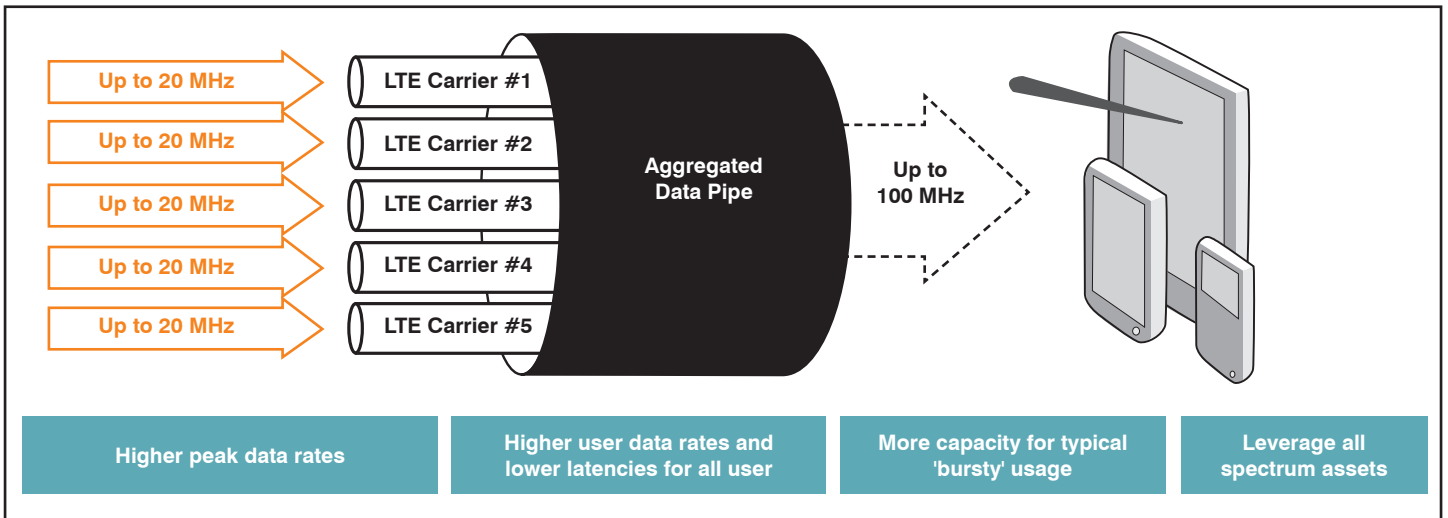 Up to 20 MHz
LTE Carrier #1
Up to 20 MHz
LTE Carrier #2
Up to 20 MHz
LTE Carrier #3
Up to 20 MHz
LTE Carrier #4
Up to 20 MHz
LTE Carrier #5
Aggregated
Data Pipe
Up to
100 MHz
Higher peak data rates
Higher user data rates and
lower latencies for all user
More capacity for typical
'bursty' usage
Leverage all
spectrum assets